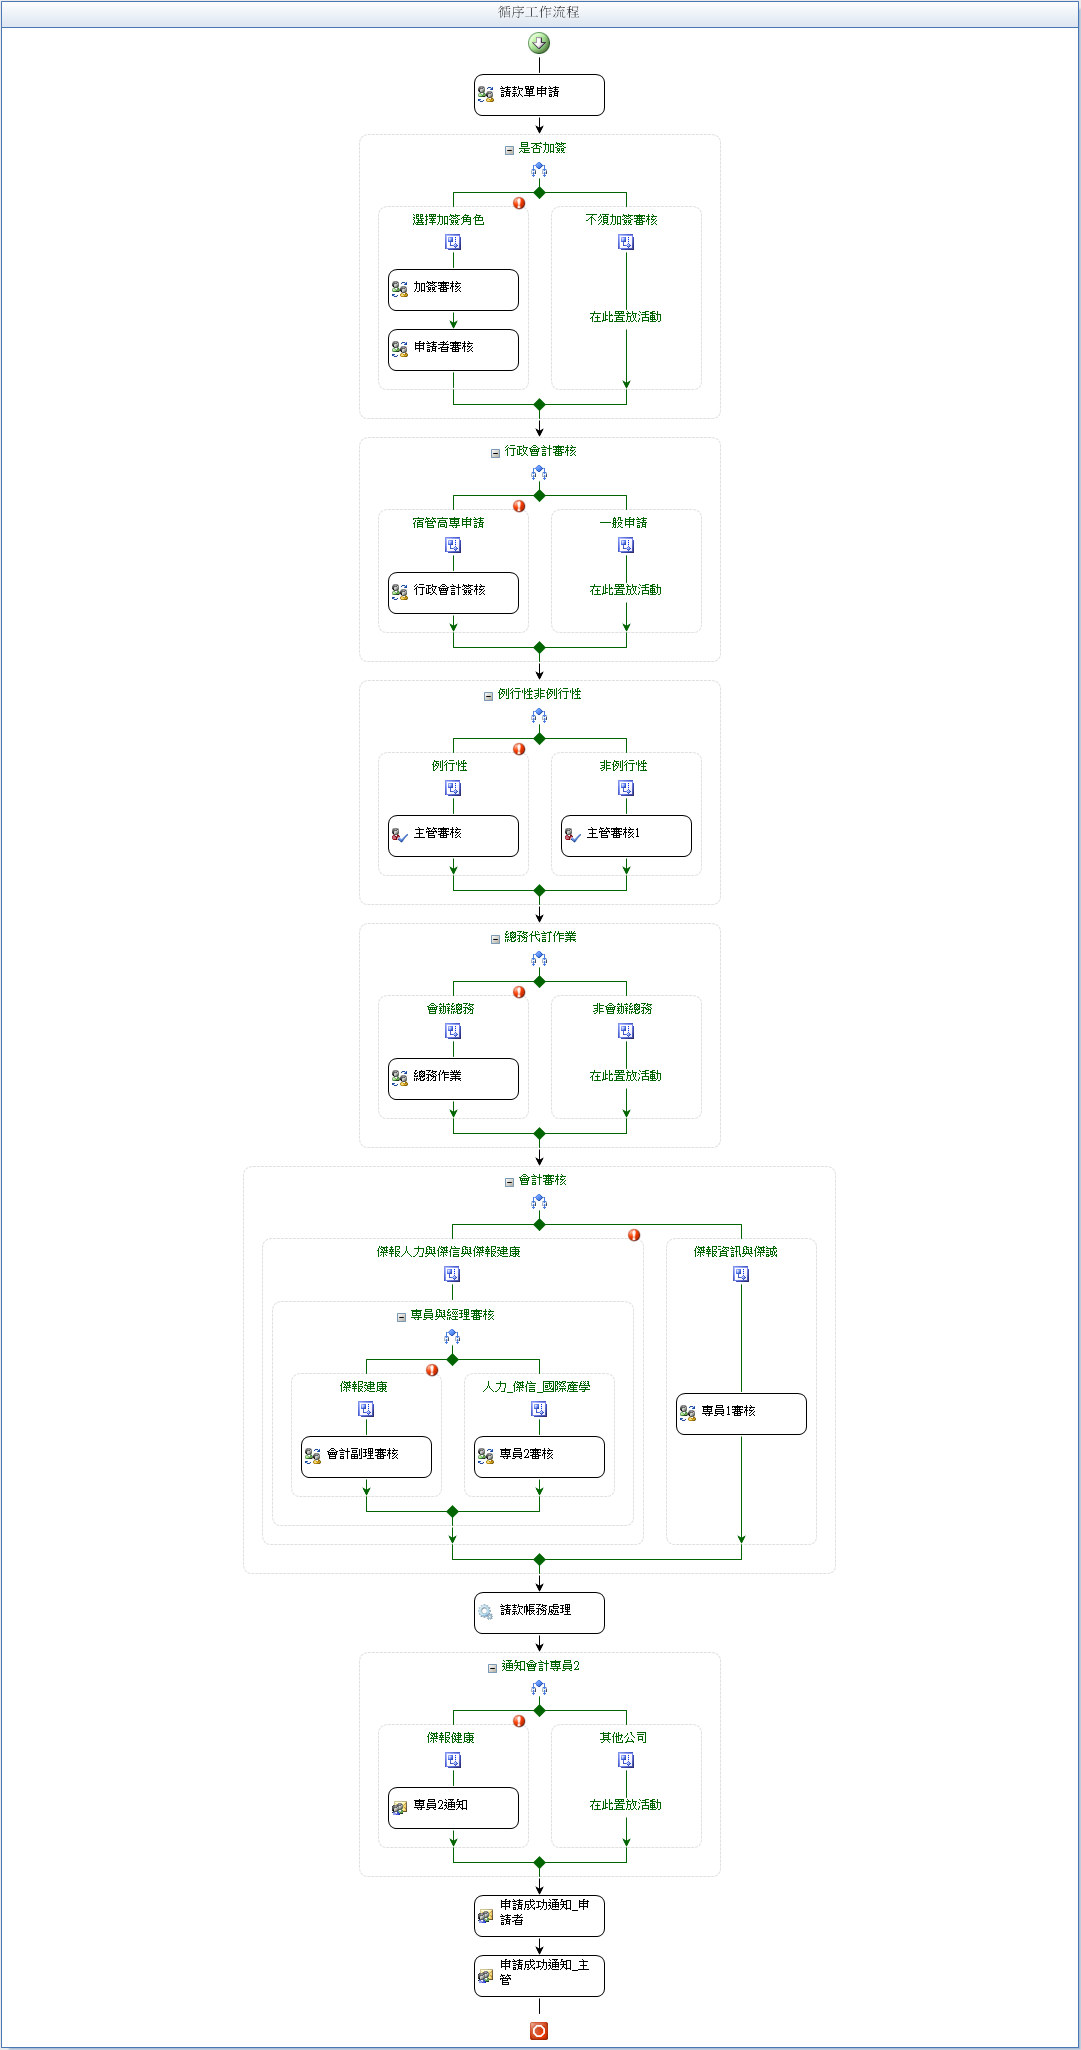 循序工作流程
請款單申請
是否加簽
選擇加簽角色
不須加簽審核
加簽審核
在此置放活動
申請者審核
行政會計審核
宿管高專申請
一般申請
行政會計簽核
在此置放活動
例行性非例行性
例行性
非例行性
主管審核
主管審核1
總務代訂作業
會辦總務
非會辦總務
總務作業
在此置放活動
會計審核
傑報人力與傑信與傑報建康
傑報資訊與傑誠
專員與經理審核
傑報建康
人力_傑信_國際產學
專員1審核
會計副理審核
專員2審核
請款帳務處理
通知會計專員2
傑報健康
其他公司
專員2通知
在此置放活動
申請成功通知_申
請者
申請成功通知_主
管